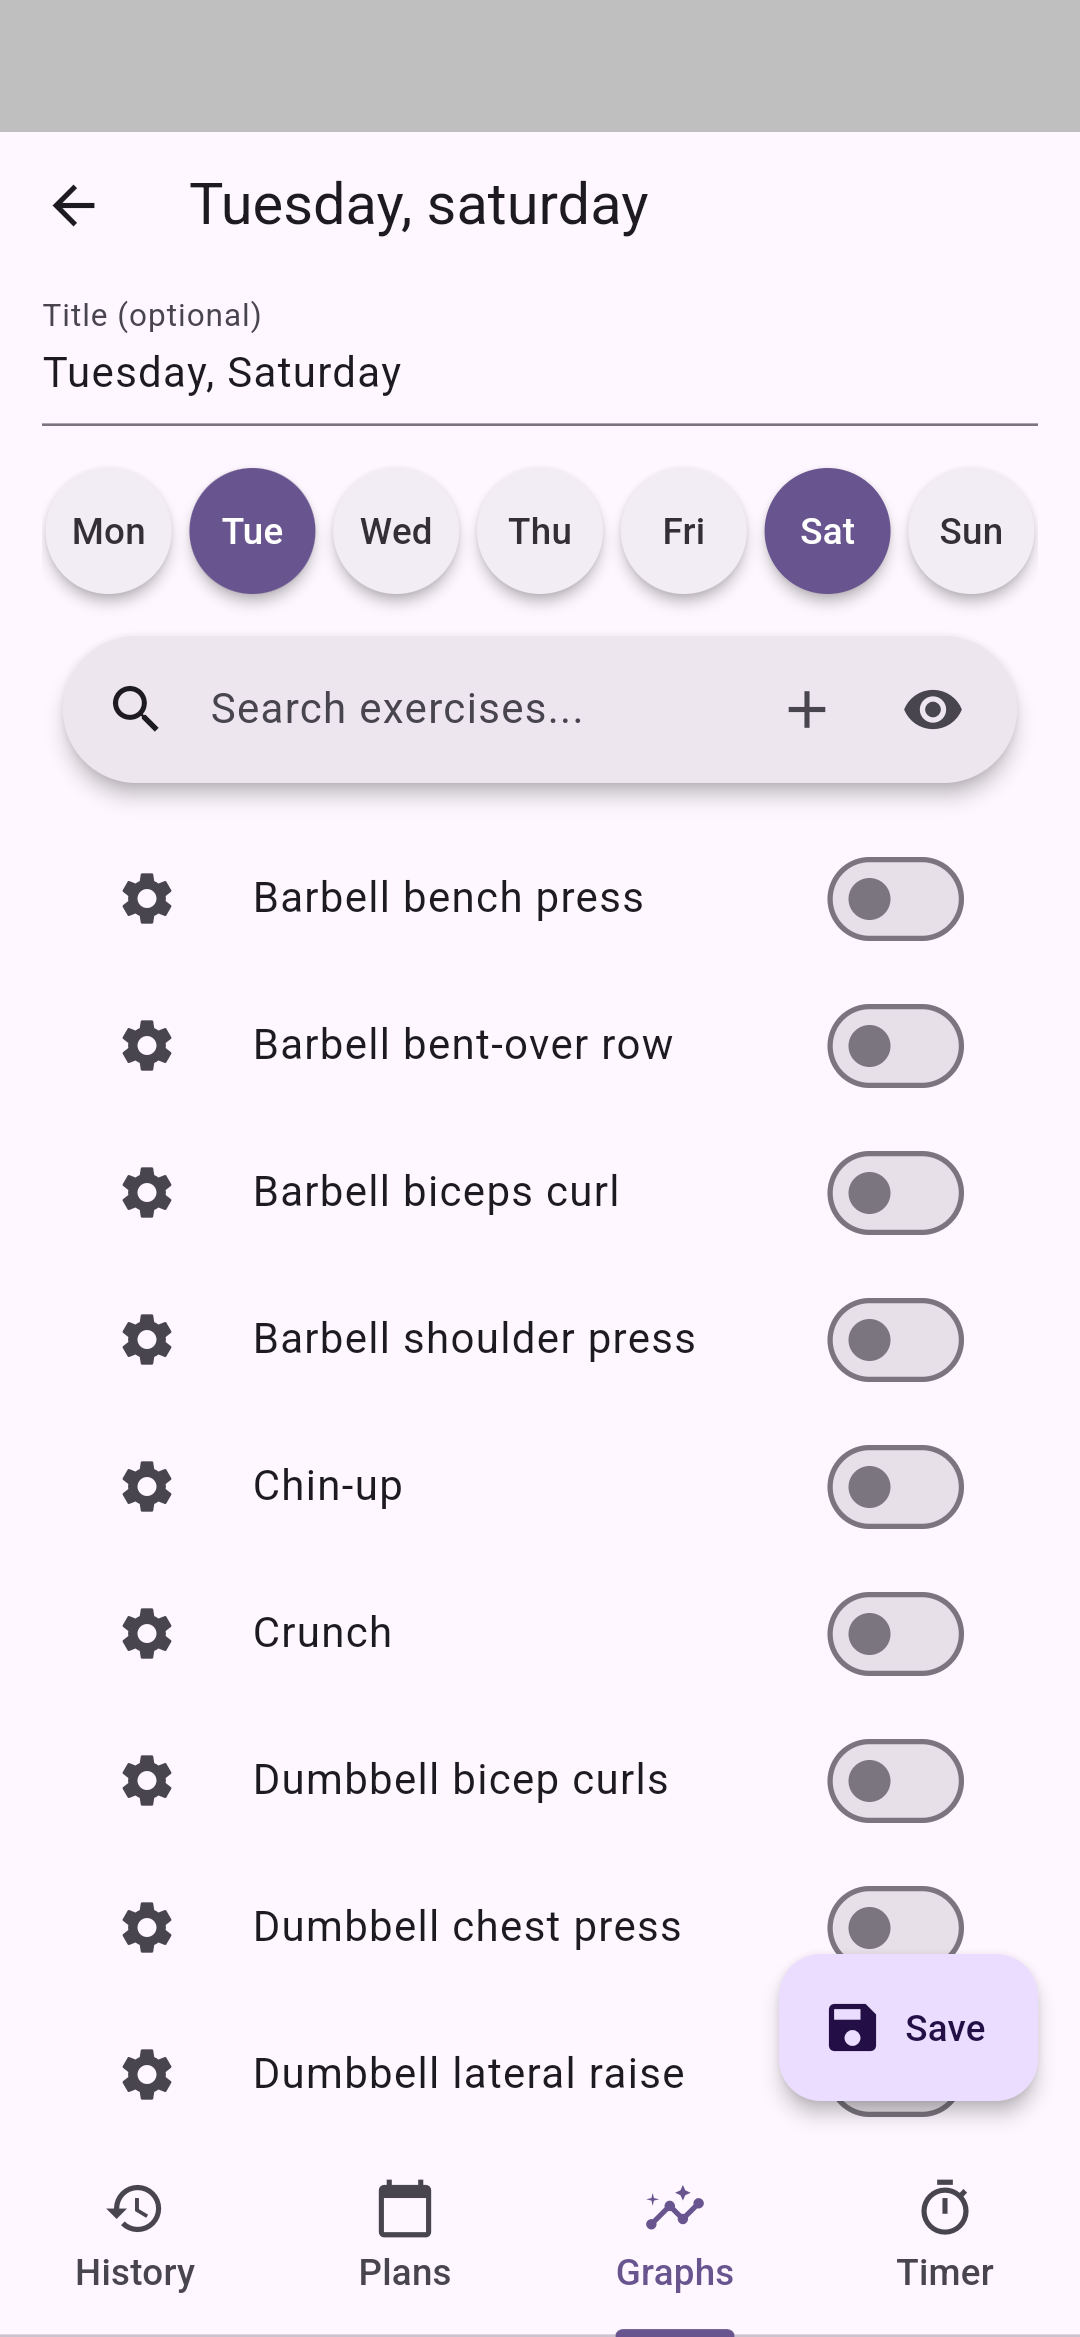 Tuesday, saturday
Title (optional)
Tuesday, Saturday
Mon Tue Wed Thu Fri Sat Sun
Search exercises...
Barbell bench press
Barbell bent-over row
Barbell biceps curl
Barbell shoulder press
Chin-up
Crunch
Dumbbell bicep curls
Dumbbell chest press
Save
Dumbbell lateral raise
History Plans Graphs Timer